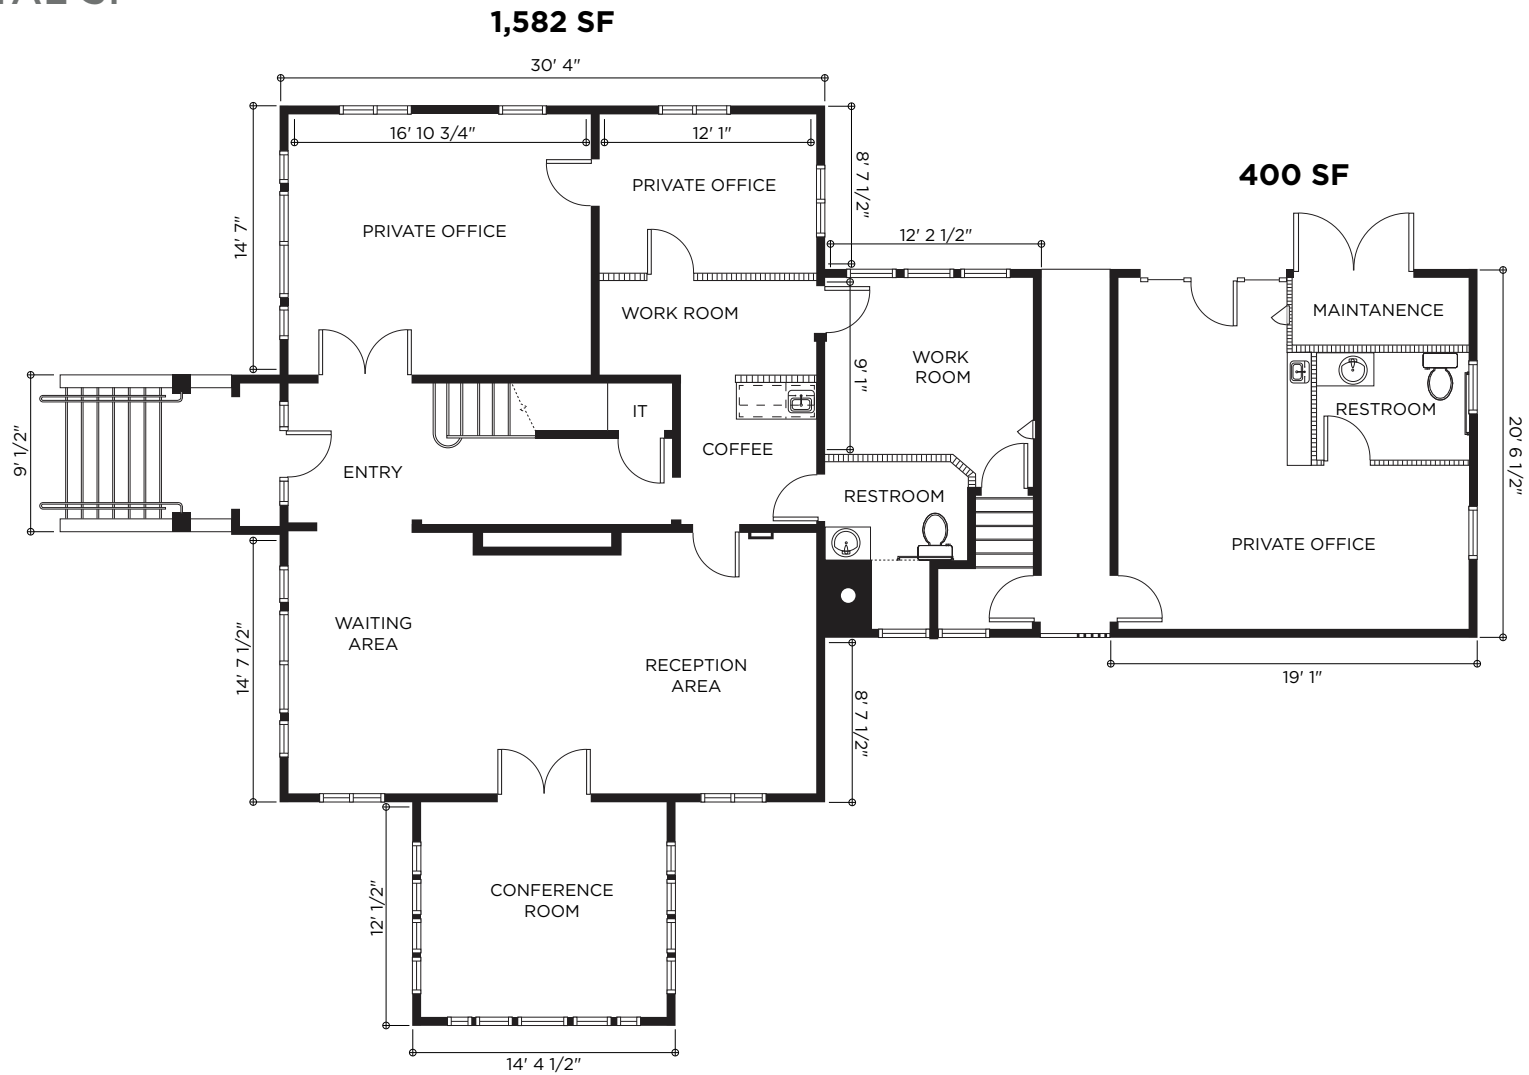 1,582 SF
30' 4"
16' 10 3/4"
12' 1"
8' 7 1/2"
PRIVATE OFFICE
400 SF
14' 7"
PRIVATE OFFICE
12' 2 1/2"
WORK ROOM
MAINTANENCE
WORK
ROOM
9' 1"
IT
RESTROOM
9' 1/2"
ENTRY
COFFEE
20' 6 1/2"
RESTROOM
PRIVATE OFFICE
WAITING
AREA
14' 7 1/2"
RECEPTION
AREA
19' 1"
8' 7 1/2"
CONFERENCE
ROOM
12' 1/2"
14' 4 1/2"